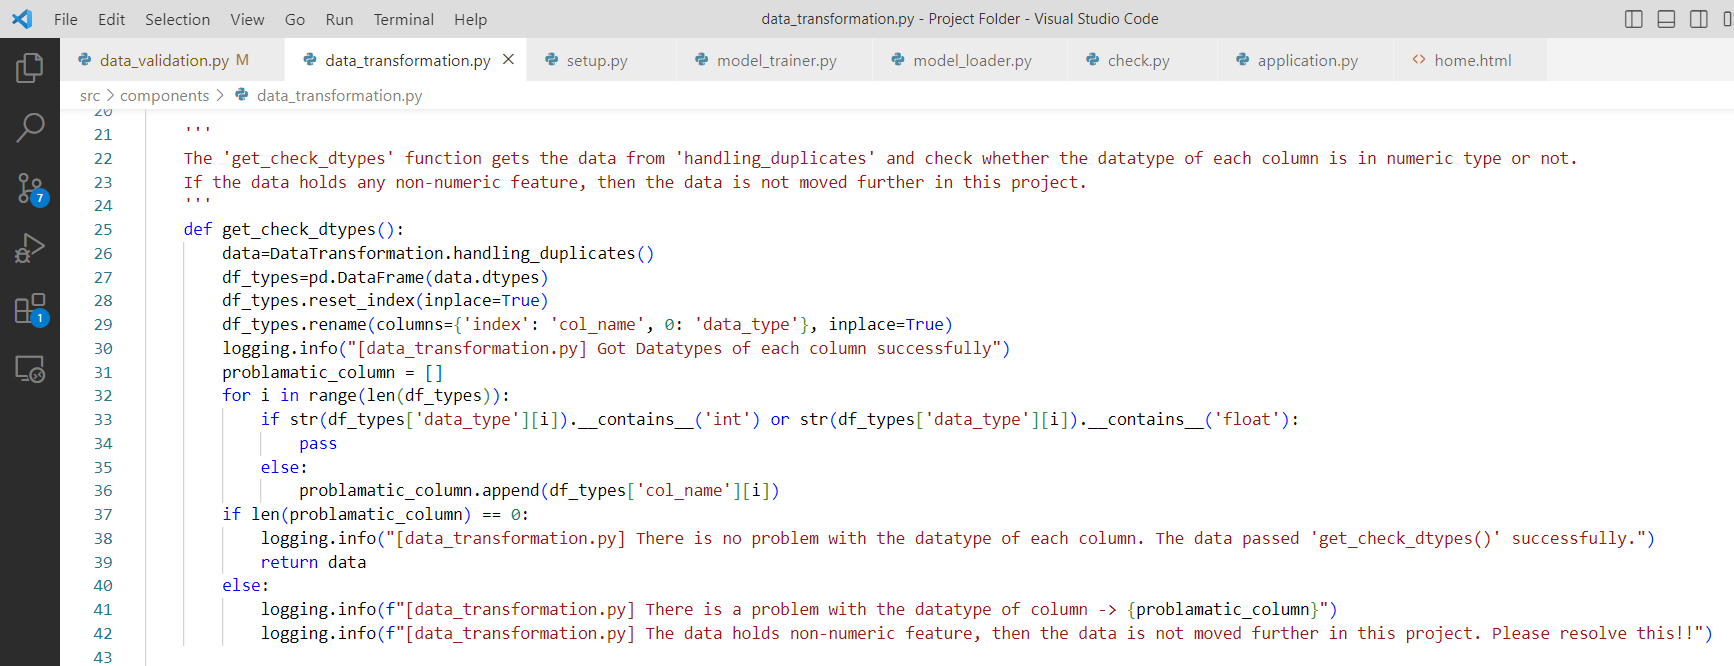 File Edit Selection View Go Run Terminal Help data_transformation.py - Project Folder - Visual Studio Code
data_validation.py M data_transformation.py setup.py model_trainer.py model_loader.py check.py application.py home.html
src > components > data_transformation.py
20
21 '''
22 The 'get_check_dtypes' function gets the data from 'handling_duplicates' and check whether the datatype of each column is in numeric type or not.
23 If the data holds any non-numeric feature, then the data is not moved further in this project.
24 '''
25 def get_check_dtypes():
26 data=DataTransformation.handling_duplicates()
27 df_types=pd.DataFrame(data.dtypes)
28 df_types.reset_index(inplace=True)
29 df_types.rename(columns={'index': 'col_name', 0: 'data_type'}, inplace=True)
30 logging.info("[data_transformation.py] Got Datatypes of each column successfully")
31 problamatic_column = []
32 for i in range(len(df_types)):
33 if str(df_types['data_type'][i]).__contains__('int') or str(df_types['data_type'][i]).__contains__('float'):
34 pass
35 else:
36 problamatic_column.append(df_types['col_name'][i])
37 if len(problamatic_column) == 0:
38 logging.info("[data_transformation.py] There is no problem with the datatype of each column. The data passed 'get_check_dtypes()' successfully.")
39 return data
40 else:
41 logging.info(f"[data_transformation.py] There is a problem with the datatype of column -> {problamatic_column}")
42 logging.info(f"[data_transformation.py] The data holds non-numeric feature, then the data is not moved further in this project. Please resolve this!!")
43
7
1